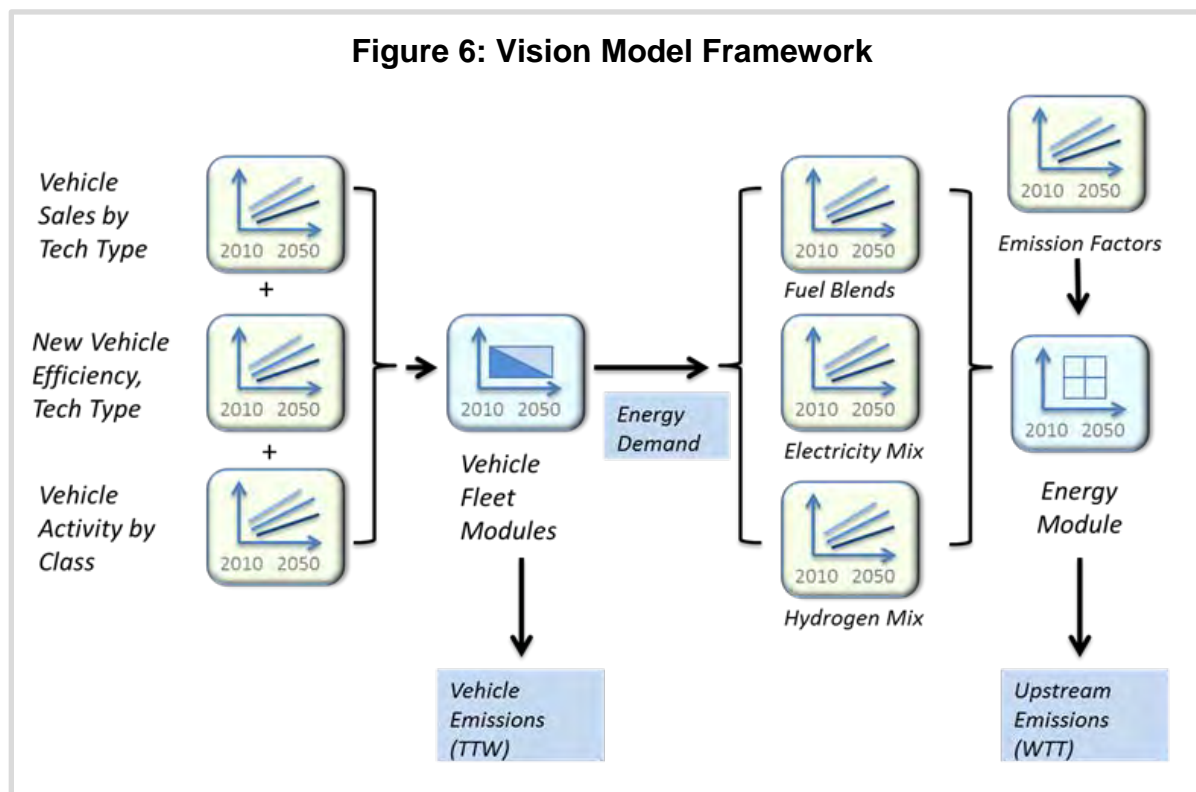 Figure 6: Vision Model Framework
Vehicle
Sales by
Tech Type
2010 2050
+
New Vehicle
Efficiency,
Tech Type
2010 2050
+
Vehicle
Activity by
Class
2010 2050
2010 2050
Vehicle
Fleet
Modules
Energy
Demand
Vehicle
Emissions
(TTW)
2010 2050
Fuel Blends
2010 2050
Electricity Mix
2010 2050
Hydrogen Mix
2010 2050
Emission Factors
2010 2050
Energy
Module
Upstream
Emissions
(WTT)